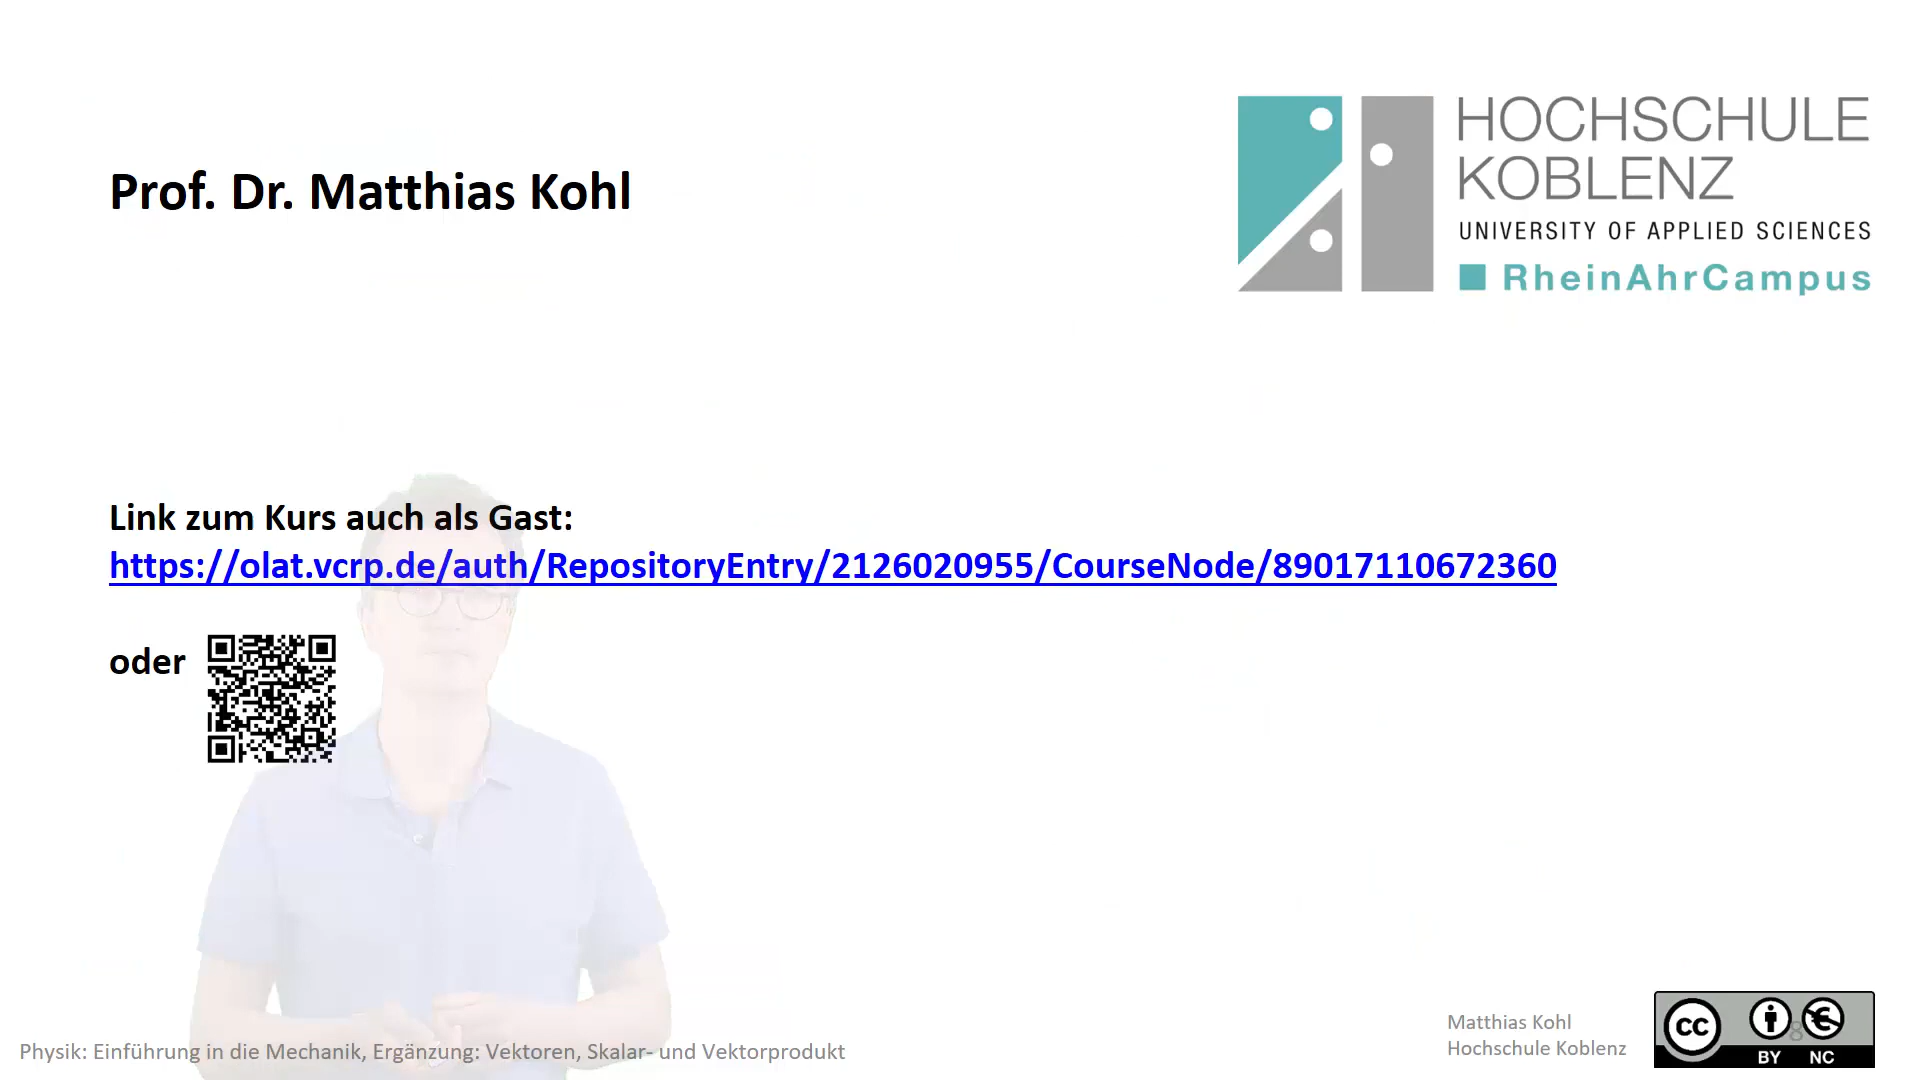 Prof. Dr. Matthias Kohl
HOCHSCHULE
KOBLENZ
UNIVERSITY OF APPLIED SCIENCES
RheinAhrCampus
Link zum Kurs auch als Gast:
https://olat.vcrp.de/auth/RepositoryEntry/2126020955/CourseNode/89017110672360
oder
Physik: Einführung in die Mechanik, Ergänzung: Vektoren, Skalar- und Vektorprodukt
Matthias Kohl
Hochschule Koblenz
cc
8
BY NC